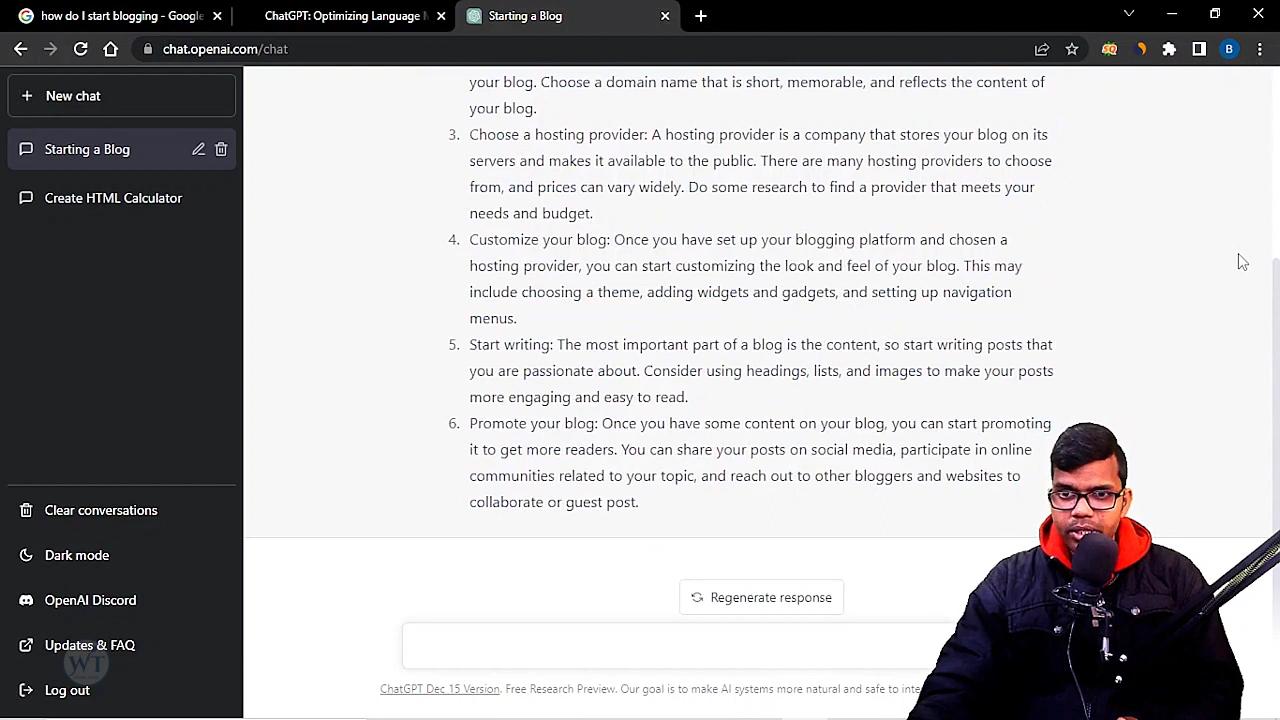 how do I start blogging - Google
ChatGPT: Optimizing Language
Starting a Blog
chat.openai.com/chat
B
New chat
Starting a Blog
Create HTML Calculator
your blog. Choose a domain name that is short, memorable, and reflects the content of
your blog.
3. Choose a hosting provider: A hosting provider is a company that stores your blog on its
servers and makes it available to the public. There are many hosting providers to choose
from, and prices can vary widely. Do some research to find a provider that meets your
needs and budget.
4. Customize your blog: Once you have set up your blogging platform and chosen a
hosting provider, you can start customizing the look and feel of your blog. This may
include choosing a theme, adding widgets and gadgets, and setting up navigation
menus.
5. Start writing: The most important part of a blog is the content, so start writing posts that
you are passionate about. Consider using headings, lists, and images to make your posts
more engaging and easy to read.
6. Promote your blog: Once you have some content on your blog, you can start promoting
it to get more readers. You can share your posts on social media, participate in online
communities related to your topic, and reach out to other bloggers and websites to
collaborate or guest post.
Clear conversations
Dark mode
OpenAI Discord
Updates & FAQ
WT
Log out
Regenerate response
ChatGPT Dec 15 Version. Free Research Preview. Our goal is to make AI systems more natural and safe to